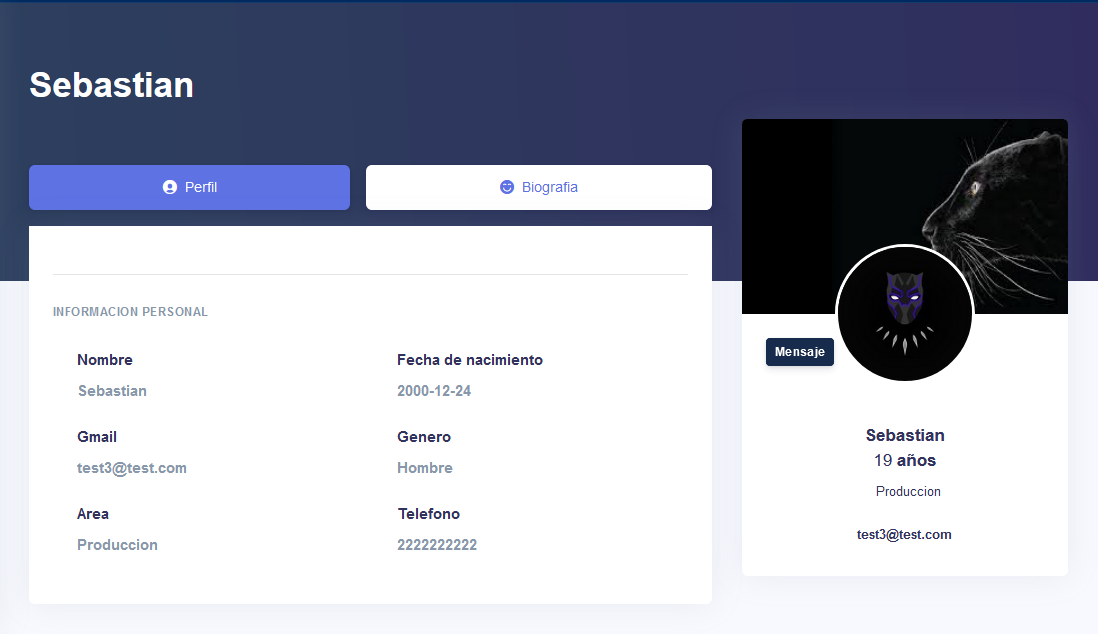 Sebastian
Perfil
Biografia
INFORMACION PERSONAL
Nombre
Fecha de nacimiento
Sebastian
2000-12-24
Gmail
Genero
test3@test.com
Hombre
Area
Telefono
Produccion
2222222222
Mensaje
Sebastian
19 años
Produccion
test3@test.com